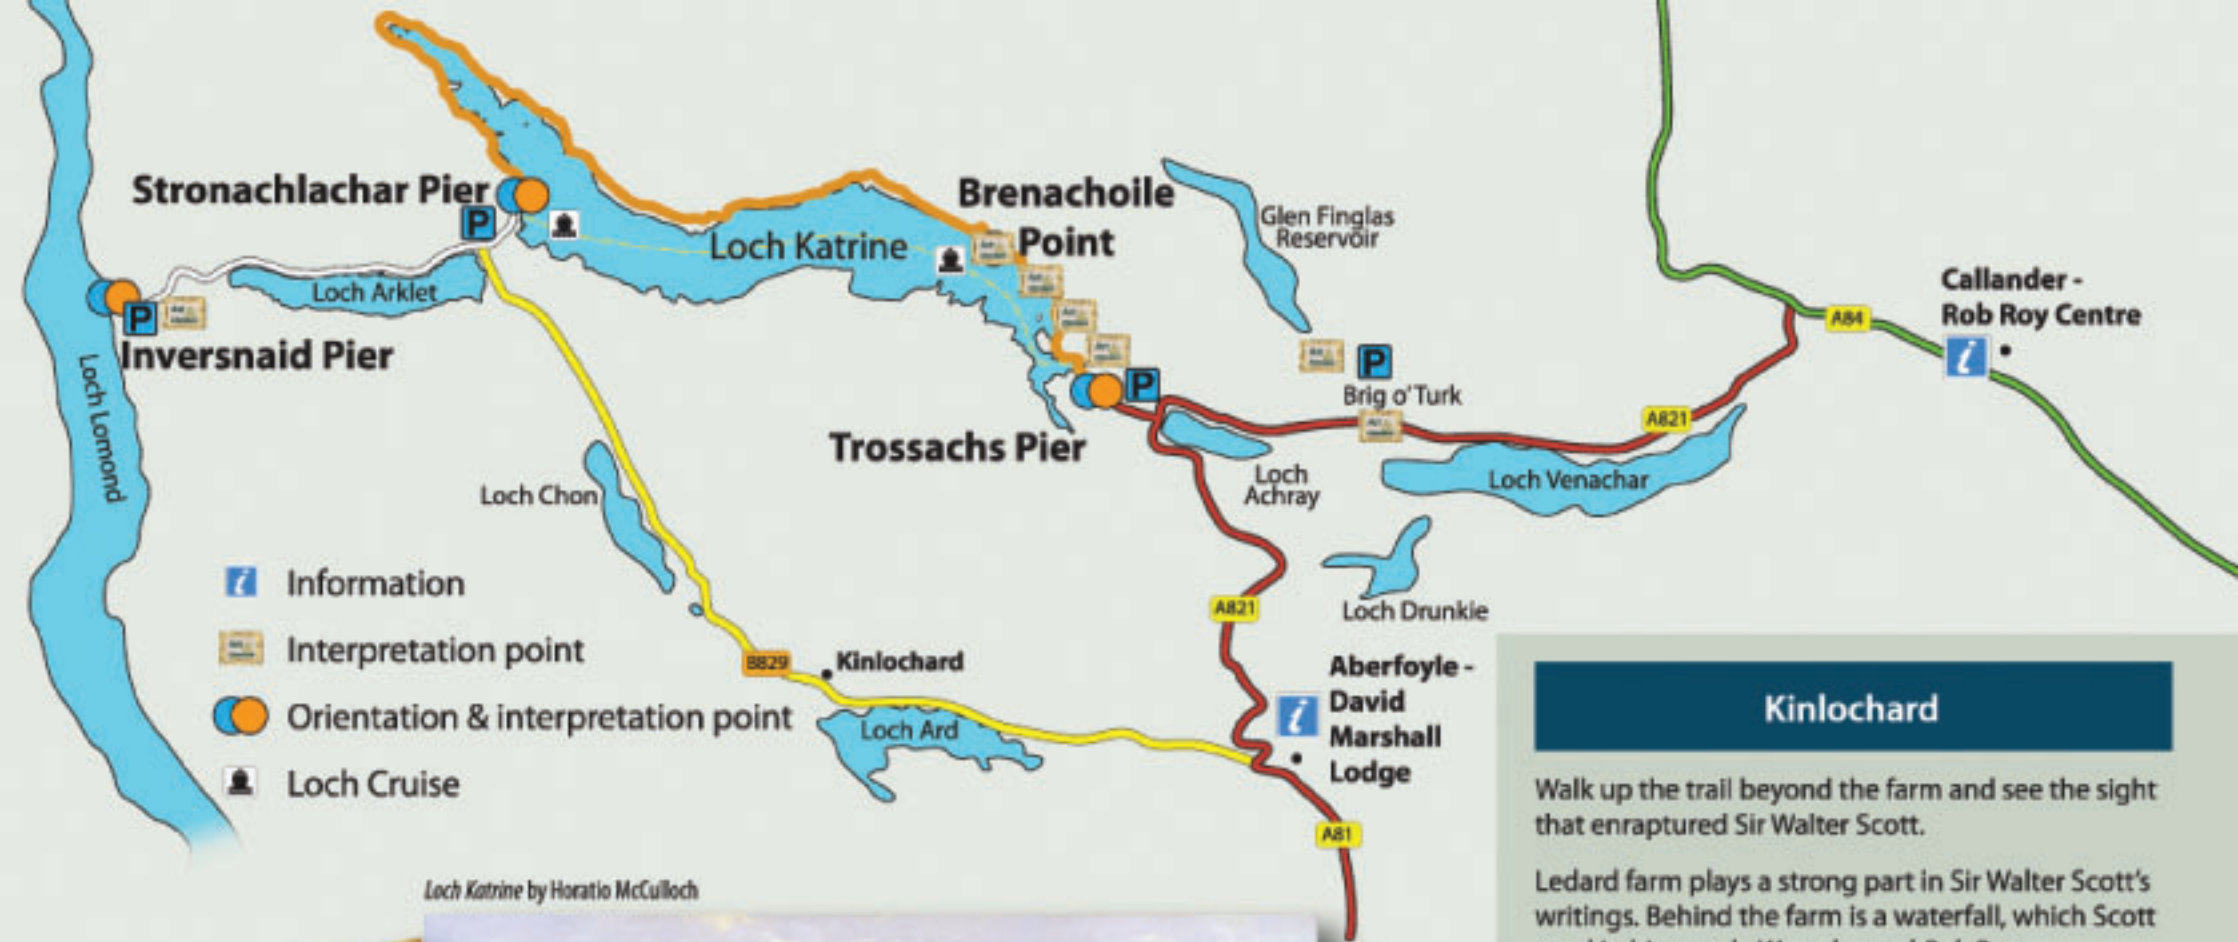 Stronachlachar Pier
P
Brenachoile
Point
Loch Katrine
Glen Finglas
Reservoir
Loch Arklet
P
Inversnaid Pier
Loch Lomond
Callander -
Rob Roy Centre
A84
i
P
P
Brig o' Turk
A821
Trossachs Pier
Loch
Achray
Loch Venachar
Loch Chon
Loch Drunkie
A821
i Information
Interpretation point
Orientation & interpretation point
Loch Cruise
B829
Kinlochard
Loch Ard
i
Aberfoyle -
David
Marshall
Lodge
A81
Loch Katrine by Horatio McCulloch
Kinlochard
Walk up the trail beyond the farm and see the sight
that enraptured Sir Walter Scott.
Ledard farm plays a strong part in Sir Walter Scott's
writings. Behind the farm is a waterfall, which Scott